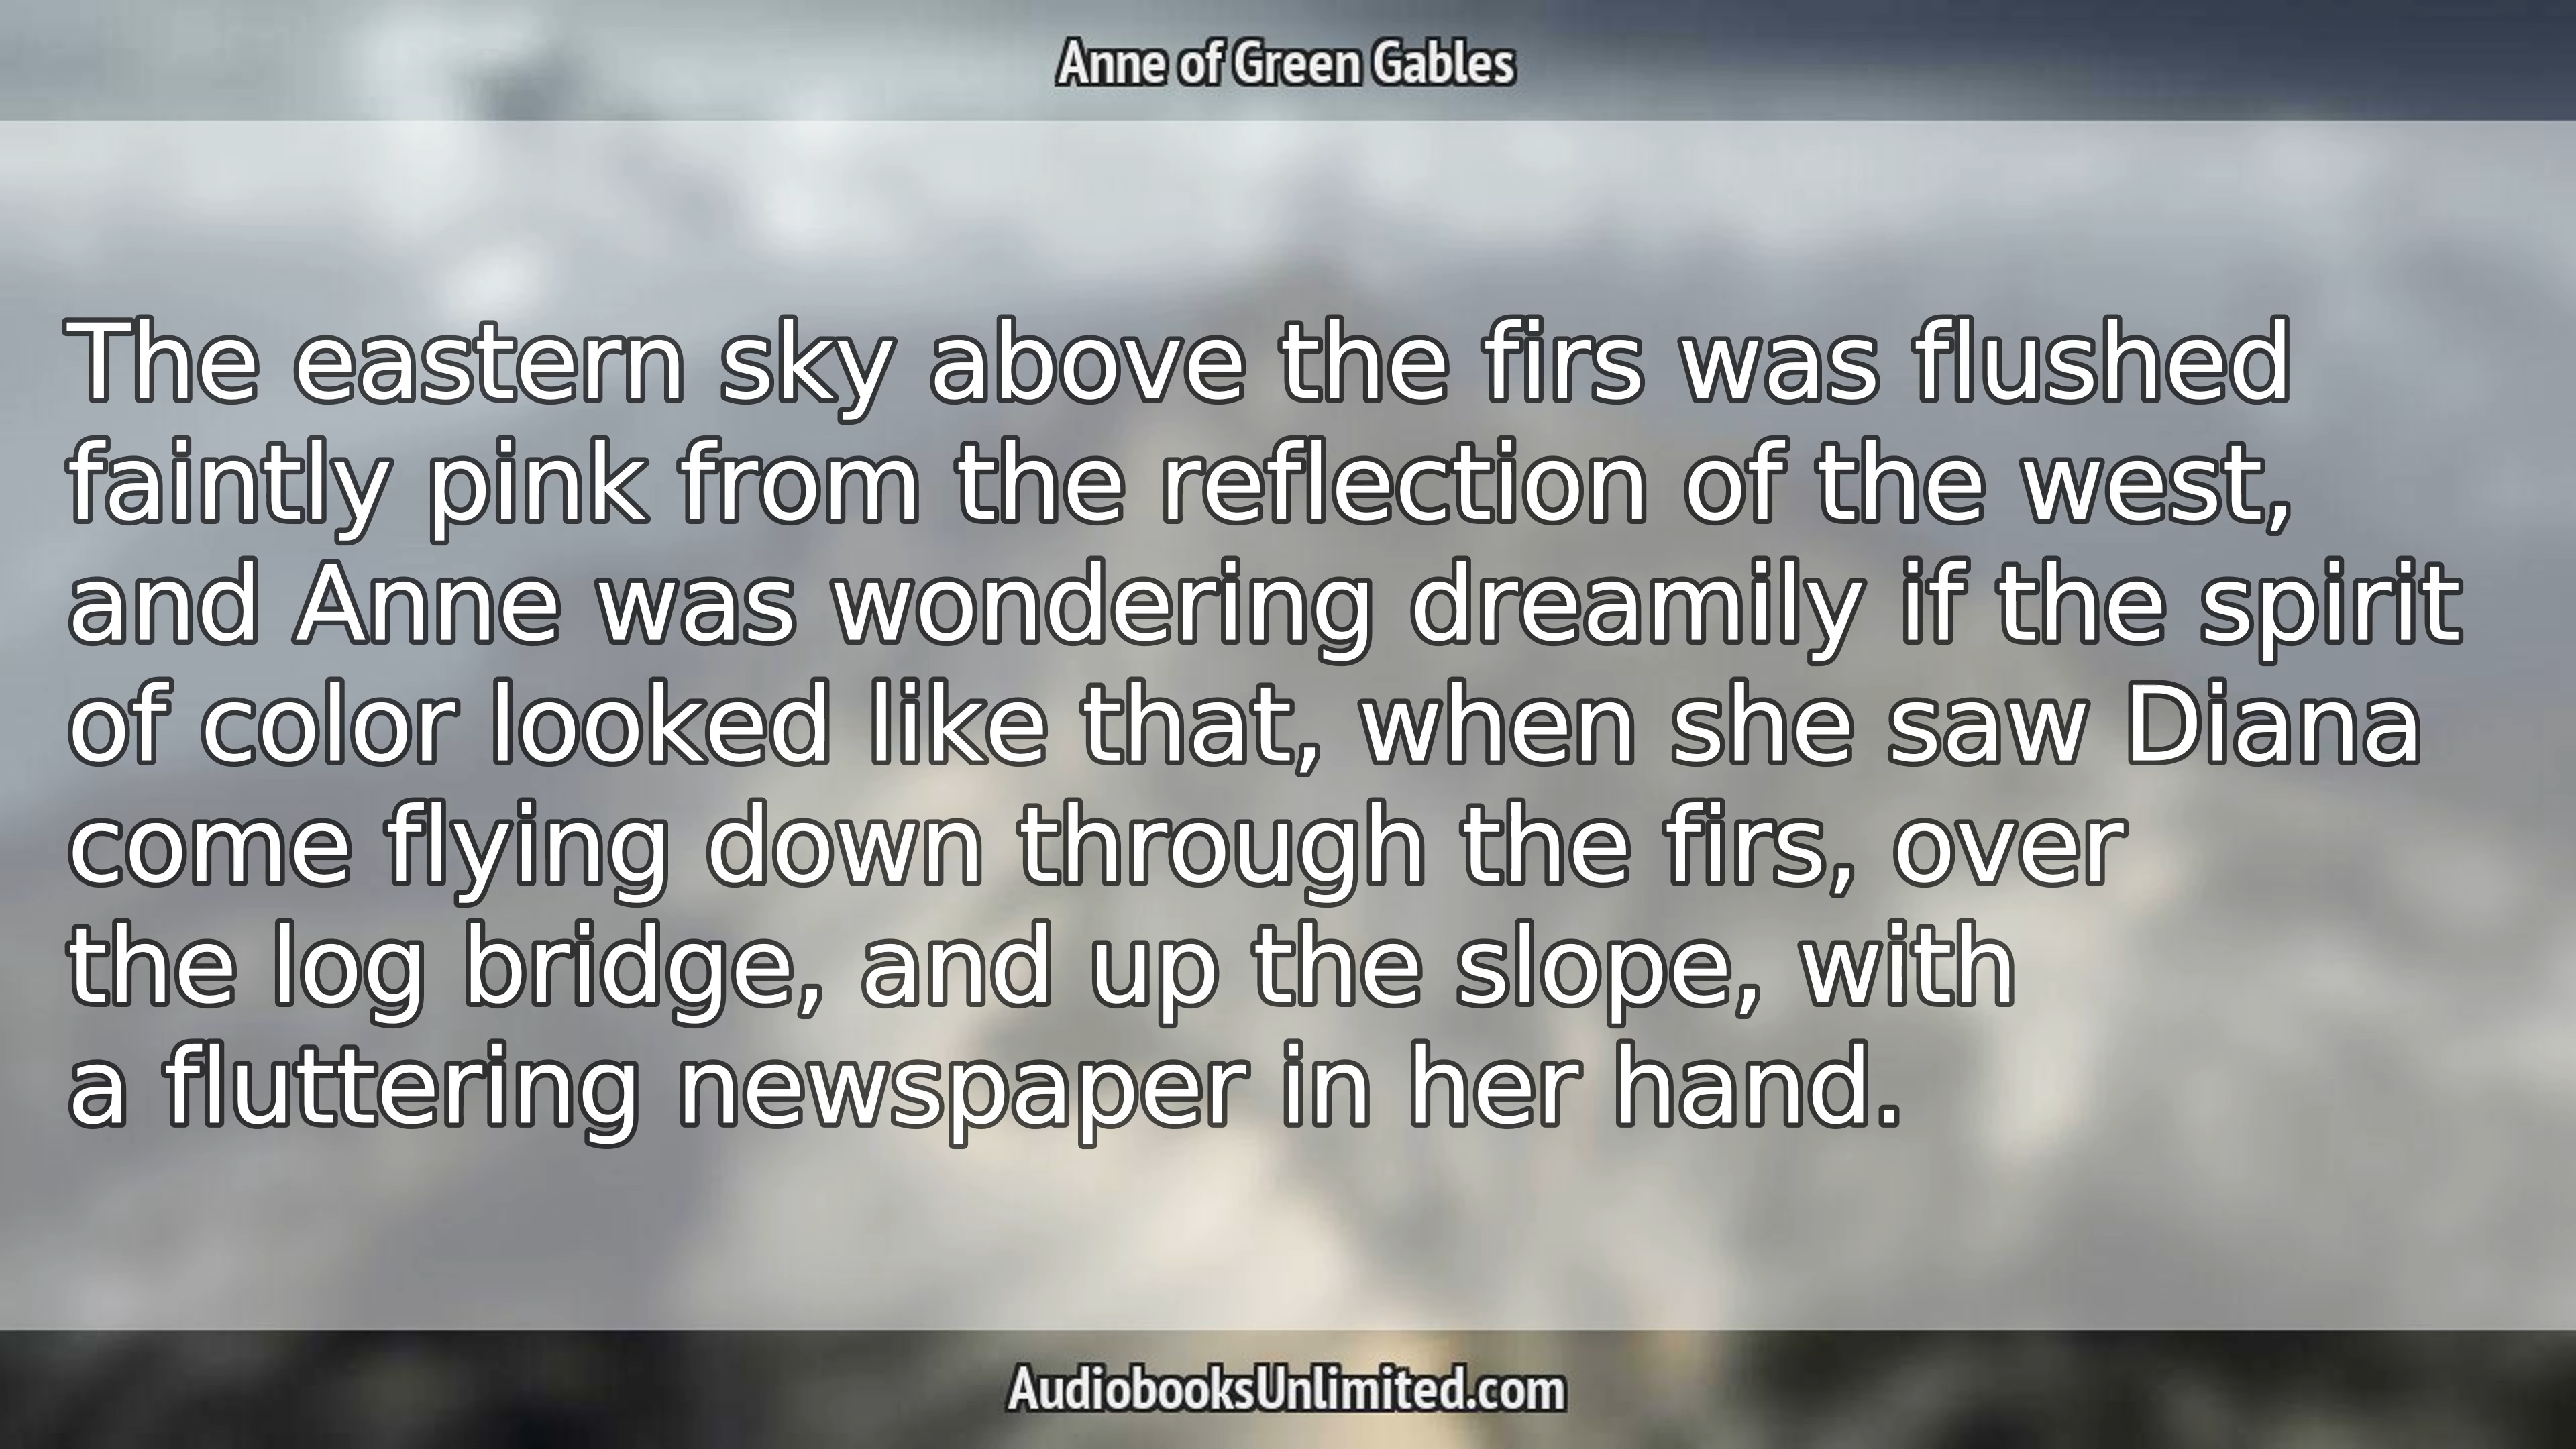 Anne of Green Gables
The eastern sky above the firs was flushed
faintly pink from the reflection of the west,
and Anne was wondering dreamily if the spirit
of color looked like that, when she saw Diana
come flying down through the firs, over
the log bridge, and up the slope, with
a fluttering newspaper in her hand.
AudiobooksUnlimited.com